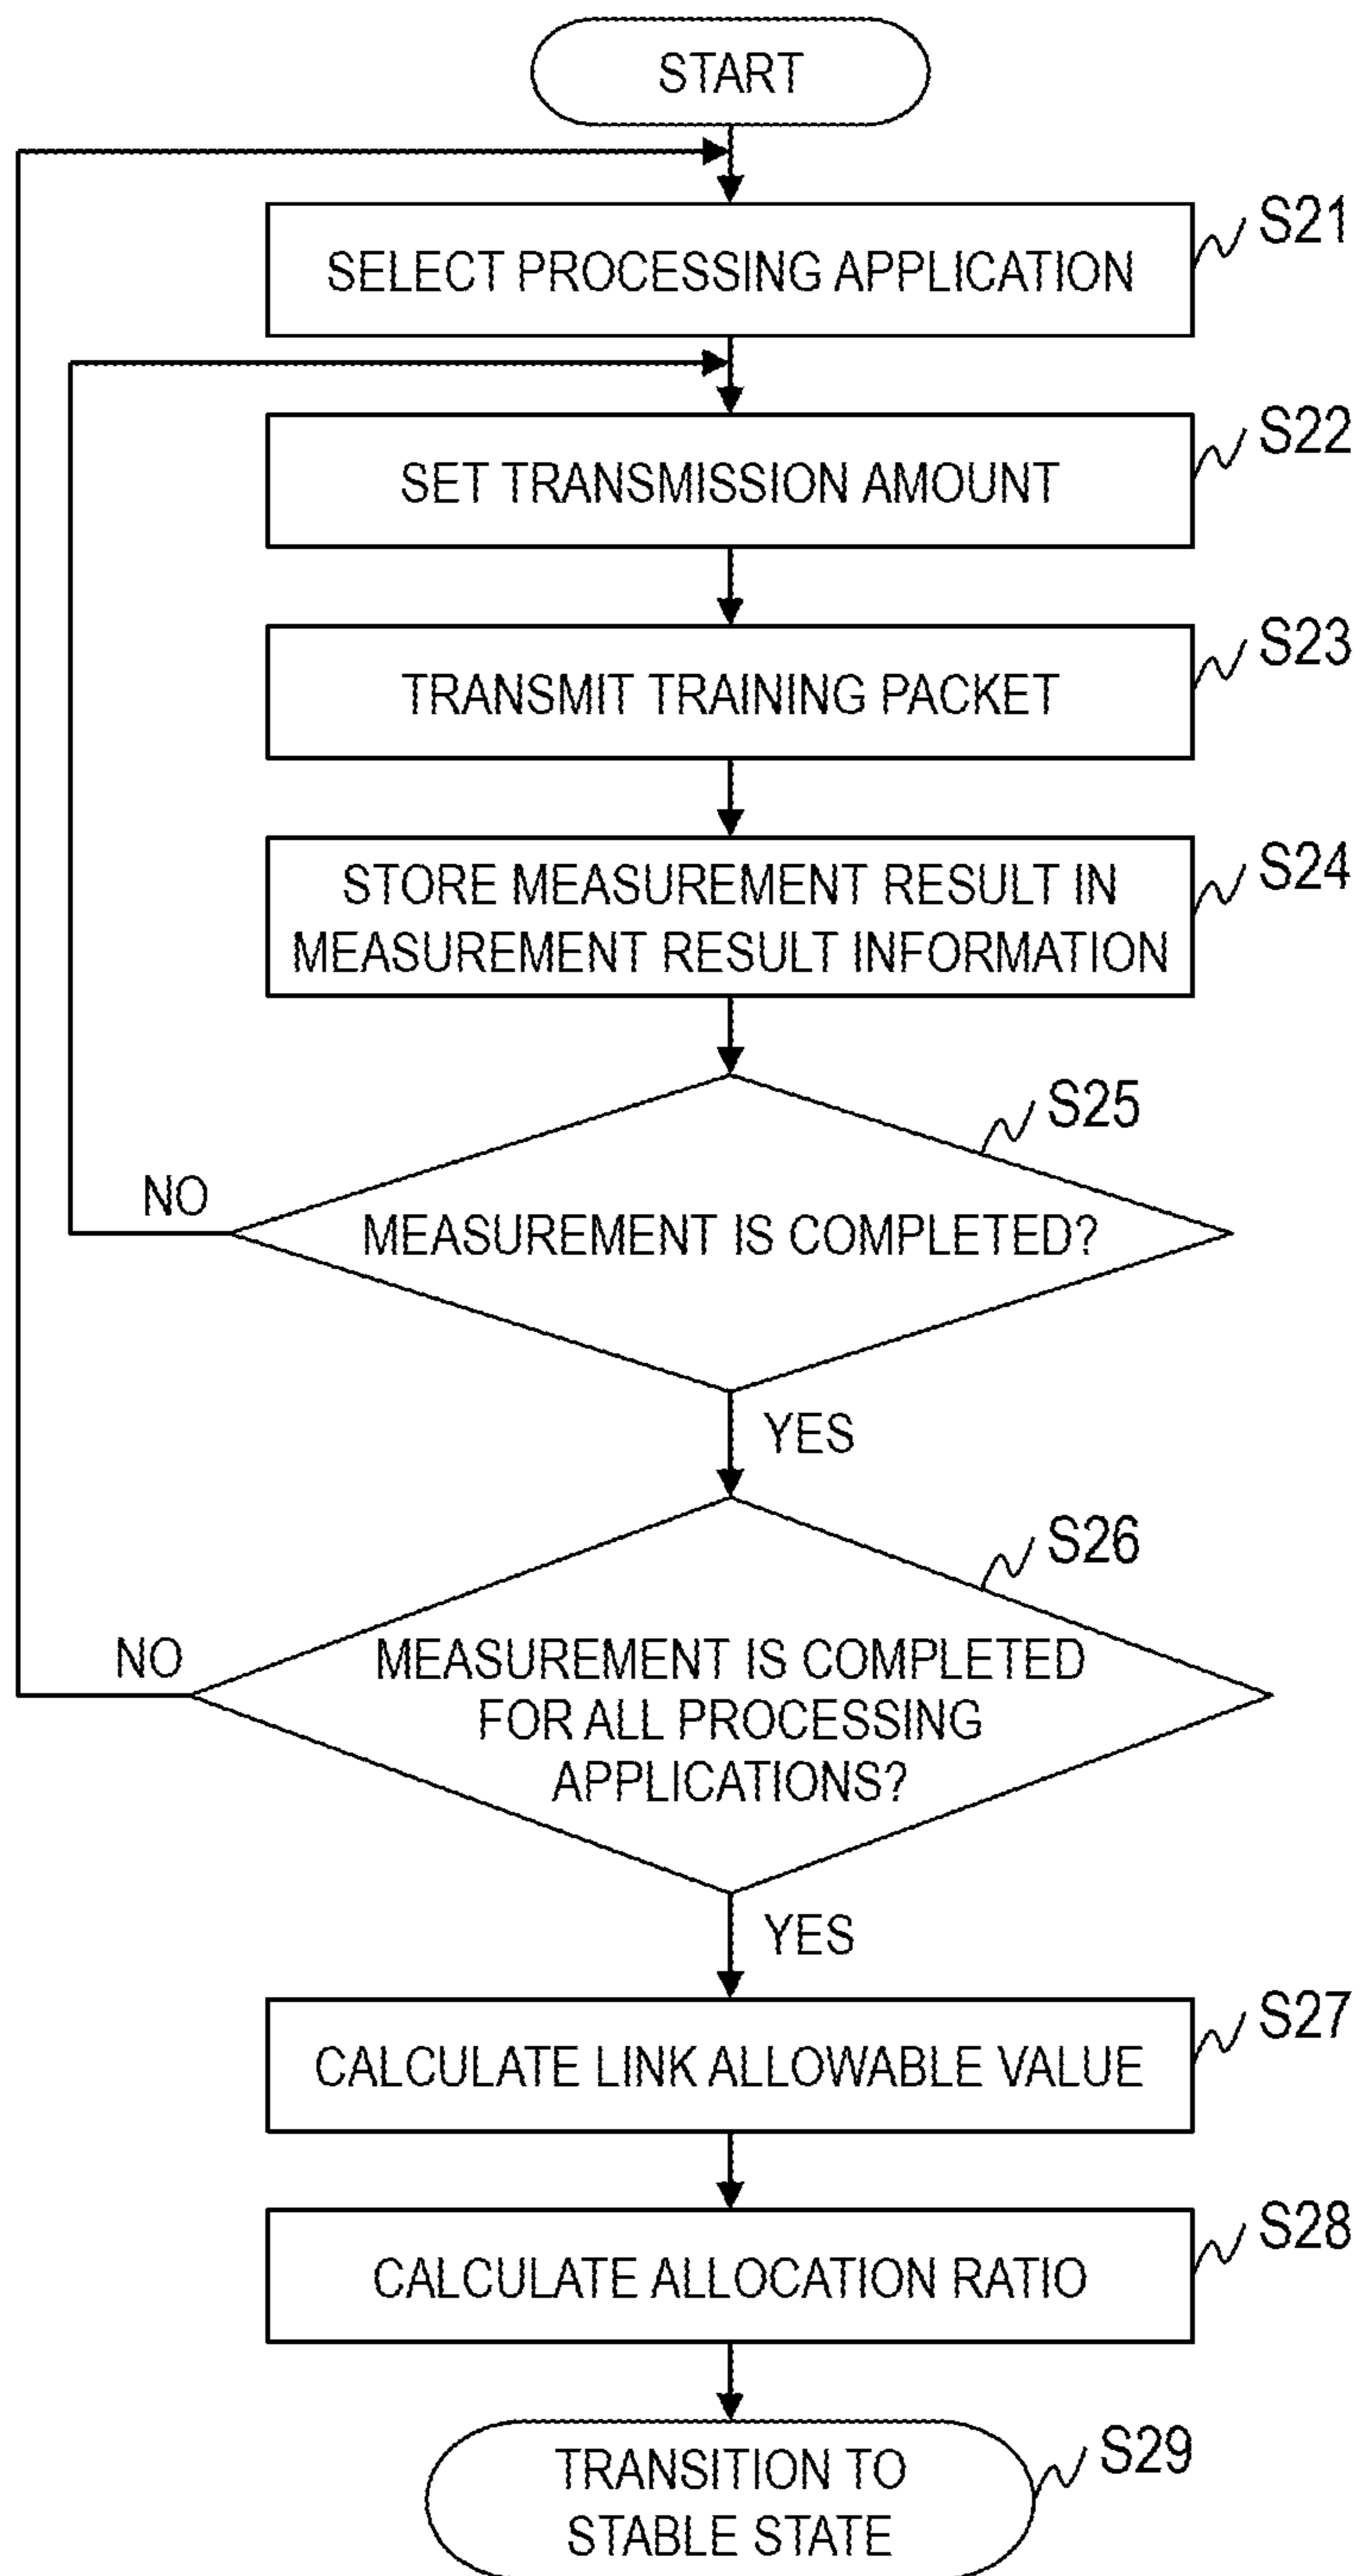 START
SELECT PROCESSING APPLICATION
S21
SET TRANSMISSION AMOUNT
S22
TRANSMIT TRAINING PACKET
S23
STORE MEASUREMENT RESULT IN
MEASUREMENT RESULT INFORMATION
S24
S25
NO
MEASUREMENT IS COMPLETED?
YES
S26
NO
MEASUREMENT IS COMPLETED
FOR ALL PROCESSING
APPLICATIONS?
YES
CALCULATE LINK ALLOWABLE VALUE
S27
CALCULATE ALLOCATION RATIO
S28
TRANSITION TO
STABLE STATE
S29